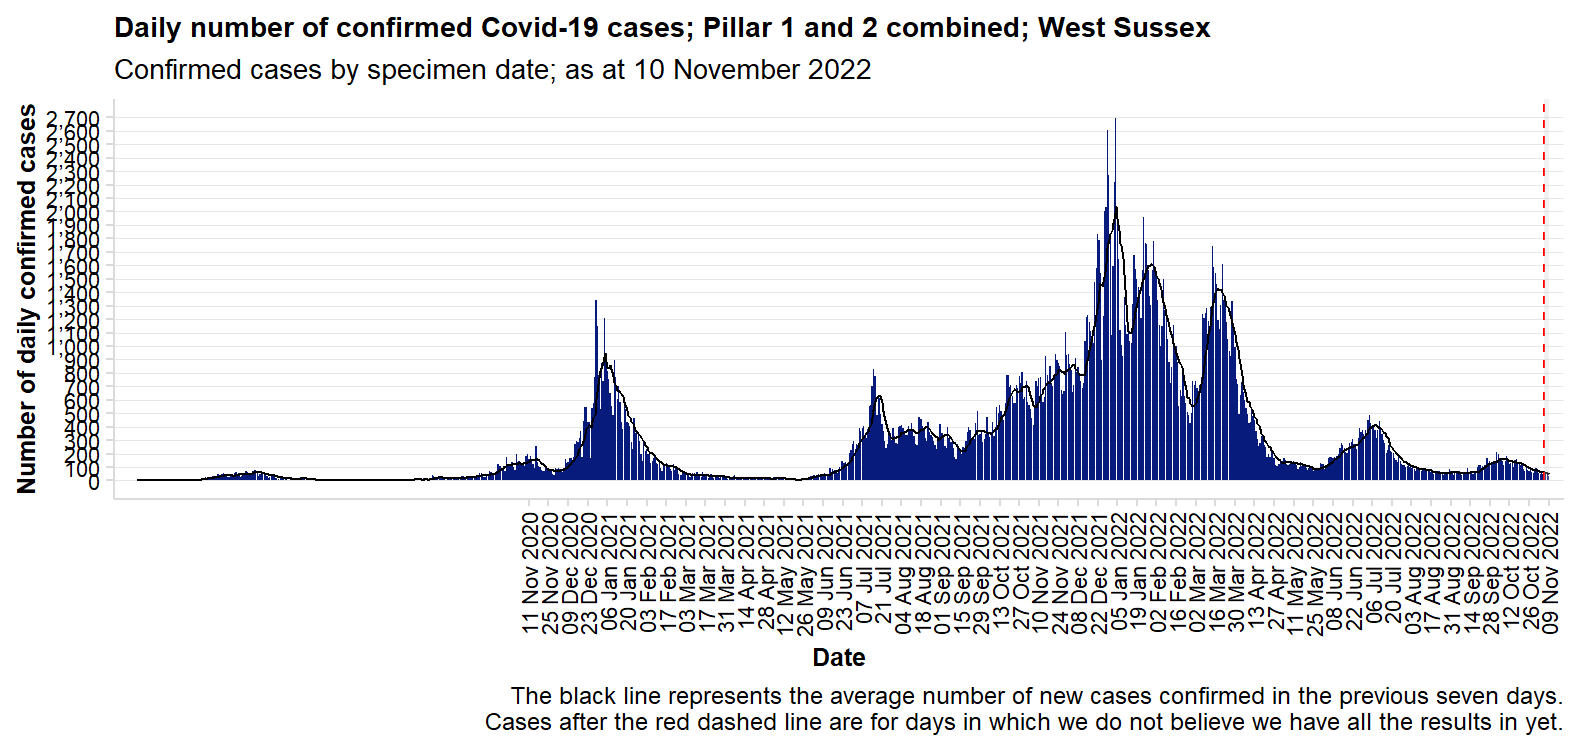 Daily number of confirmed Covid-19 cases; Pillar 1 and 2 combined; West Sussex
Confirmed cases by specimen date; as at 10 November 2022
Number of daily confirmed cases
2,700
2,600
2,500
2,400
2,300
2,200
2,100
2,000
1,900
1,800
1,700
1,600
1,500
1,400
1,300
1,200
1,100
1,000
900
800
700
600
500
400
300
200
100
0
11 Nov 2020
25 Nov 2020
09 Dec 2020
23 Dec 2020
06 Jan 2021
20 Jan 2021
03 Feb 2021
17 Feb 2021
03 Mar 2021
17 Mar 2021
31 Mar 2021
14 Apr 2021
28 Apr 2021
12 May 2021
26 May 2021
09 Jun 2021
23 Jun 2021
07 Jul 2021
21 Jul 2021
04 Aug 2021
18 Aug 2021
01 Sep 2021
15 Sep 2021
29 Sep 2021
13 Oct 2021
27 Oct 2021
10 Nov 2021
24 Nov 2021
08 Dec 2021
22 Dec 2021
05 Jan 2022
19 Jan 2022
02 Feb 2022
16 Feb 2022
02 Mar 2022
16 Mar 2022
30 Mar 2022
13 Apr 2022
27 Apr 2022
11 May 2022
25 May 2022
08 Jun 2022
22 Jun 2022
06 Jul 2022
20 Jul 2022
03 Aug 2022
17 Aug 2022
31 Aug 2022
14 Sep 2022
28 Sep 2022
12 Oct 2022
26 Oct 2022
09 Nov 2022
Date
The black line represents the average number of new cases confirmed in the previous seven days.
Cases after the red dashed line are for days in which we do not believe we have all the results in yet.